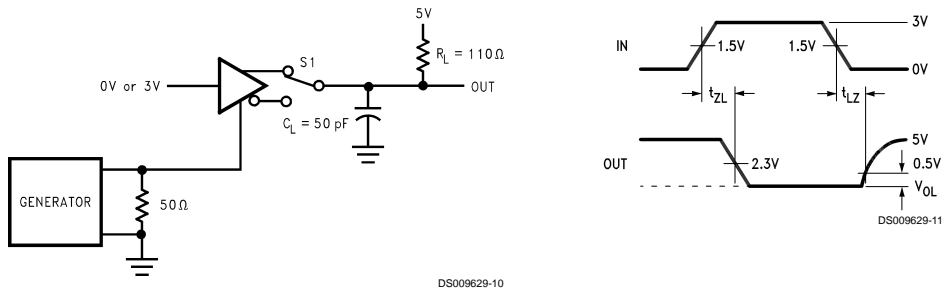 5V
R_L = 110Ω
S1
0V or 3V
OUT
C_L = 50 pF
GENERATOR
50Ω
DS009629-10
3V
IN
1.5V
1.5V
0V
t_ZL
t_LZ
5V
OUT
2.3V
0.5V
V_OL
DS009629-11